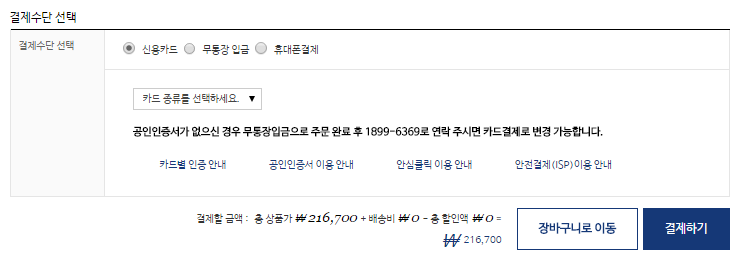 결제수단 선택
결제수단 선택
신용카드 무통장 입금 휴대폰결제
카드 종류를 선택하세요. ▼
공인인증서가 없으신 경우 무통장입금으로 주문 완료 후 1899-6369로 연락 주시면 카드결제로 변경 가능합니다.
카드별 인증 안내 공인인증서 이용 안내 안심클릭 이용 안내 안전결제(ISP)이용 안내
결제할 금액 : 총 상품가 ₩216,700 + 배송비 ₩0 - 총 할인액 ₩0 =
₩ 216,700
장바구니로 이동
결제하기